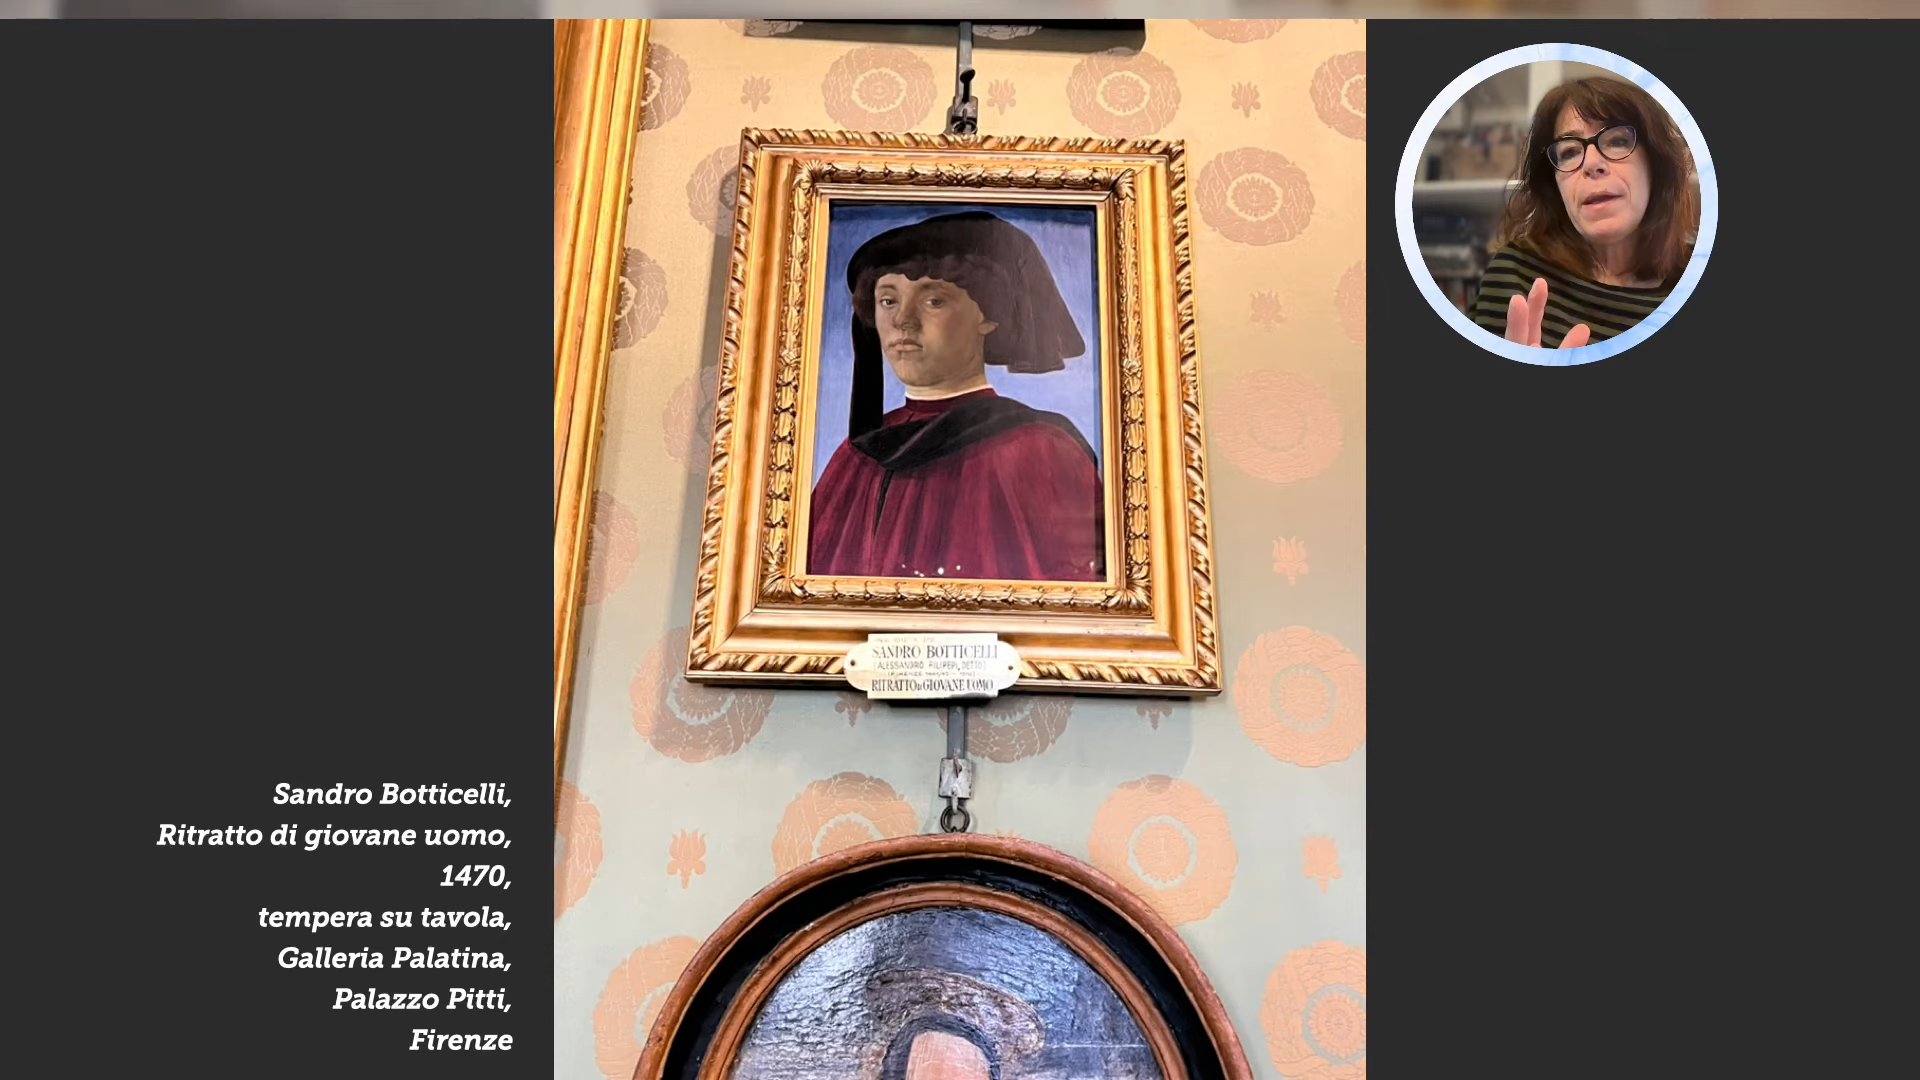 Sandro Botticelli,
Ritratto di giovane uomo,
1470,
tempera su tavola,
Galleria Palatina,
Palazzo Pitti,
Firenze
SANDRO BOTTICELLI
(ALESSANDRO FILIPEPI, DETTO)
RITRATTO DI GIOVANE UOMO